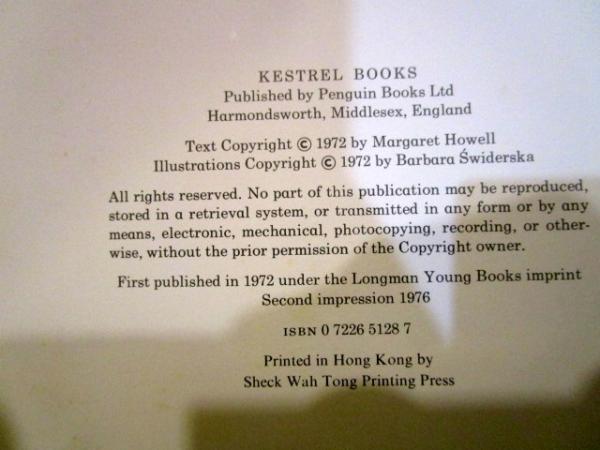 KESTREL BOOKS
Published by Penguin Books Ltd
Harmondsworth, Middlesex, England
Text Copyright © 1972 by Margaret Howell
Illustrations Copyright © 1972 by Barbara Świderska
All rights reserved. No part of this publication may be reproduced,
stored in a retrieval system, or transmitted in any form or by any
means, electronic, mechanical, photocopying, recording, or other-
wise, without the prior permission of the Copyright owner.
First published in 1972 under the Longman Young Books imprint
Second impression 1976
ISBN 0 7226 5128 7
Printed in Hong Kong by
Sheck Wah Tong Printing Press